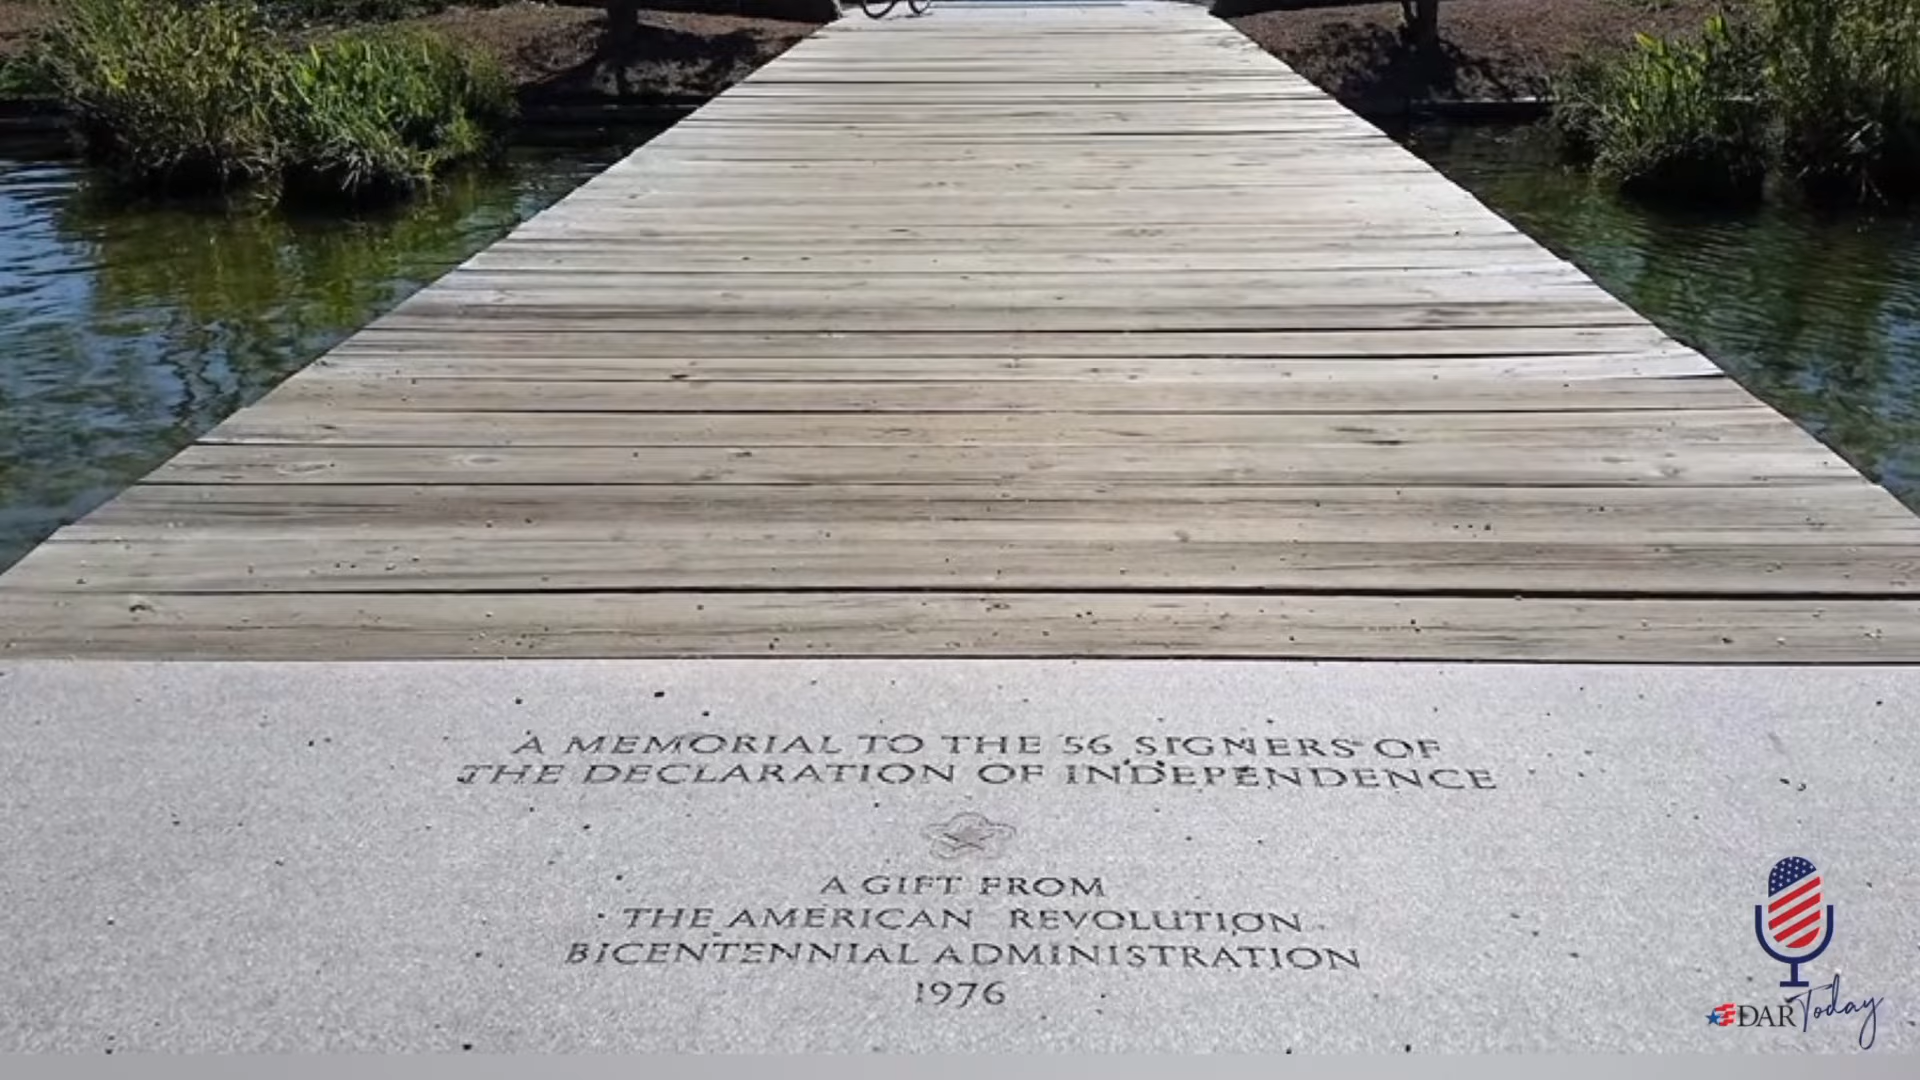 A MEMORIAL TO THE 56 SIGNERS OF
THE DECLARATION OF INDEPENDENCE
A GIFT FROM
THE AMERICAN REVOLUTION
BICENTENNIAL ADMINISTRATION
1976
DAR Today